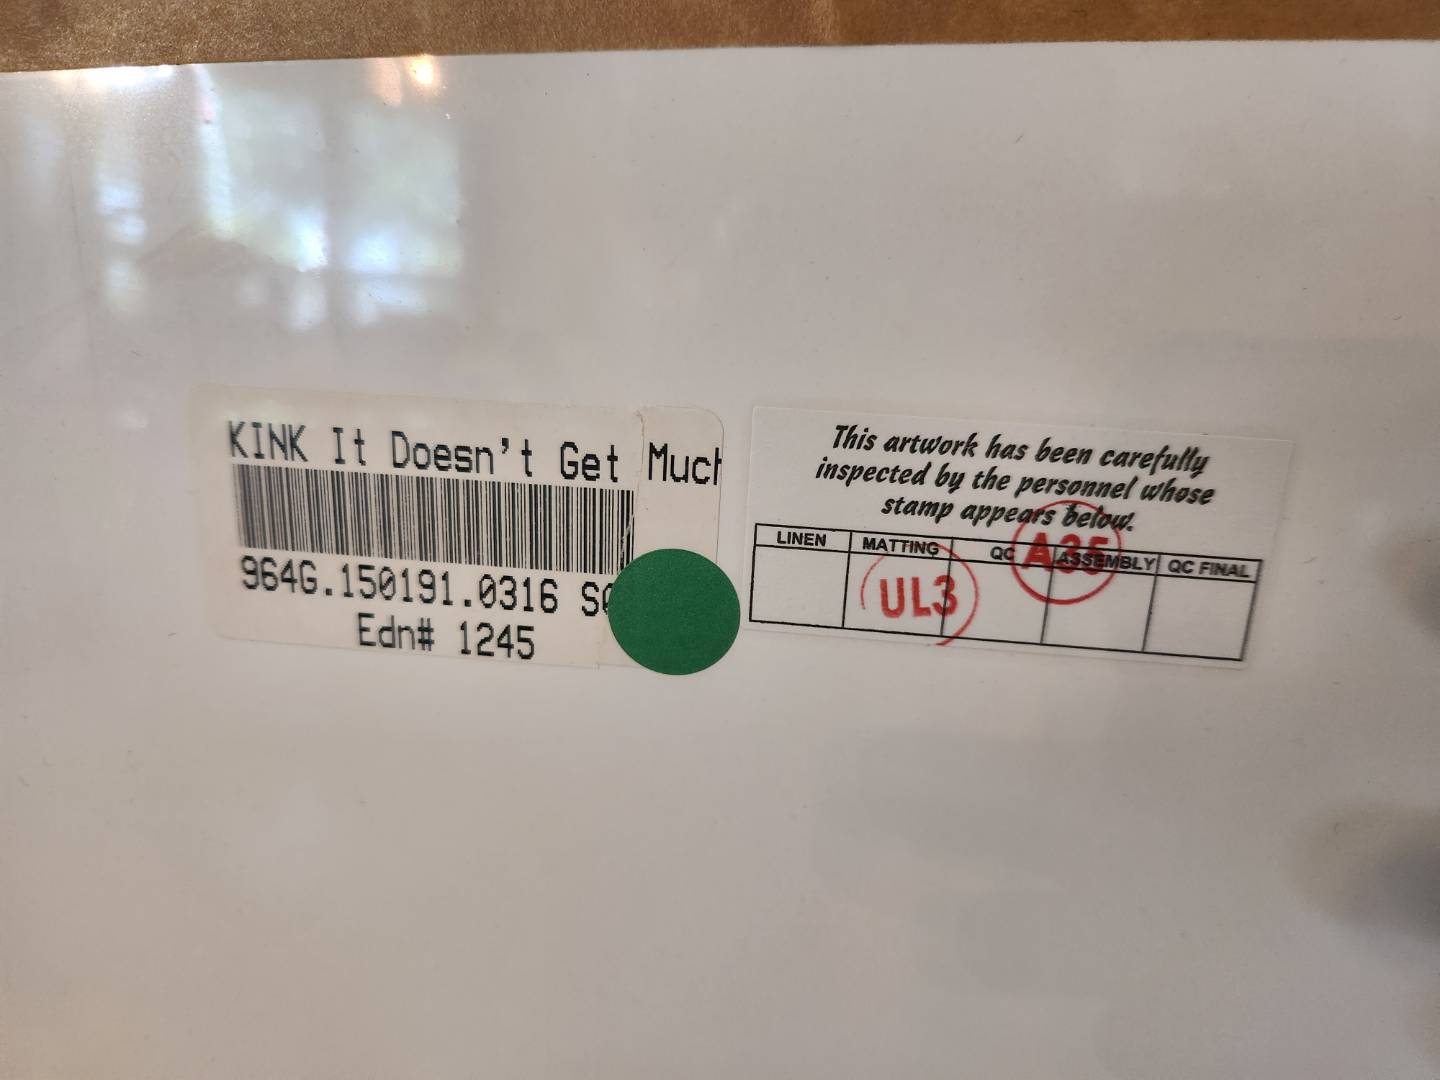 KINK It Doesn't Get Much
964G.150191.0316
Edn# 1245
This artwork has been carefully
inspected by the personnel whose
stamp appears below.
LINEN MATTING QC ASSEMBLY QC FINAL
UL3 A35